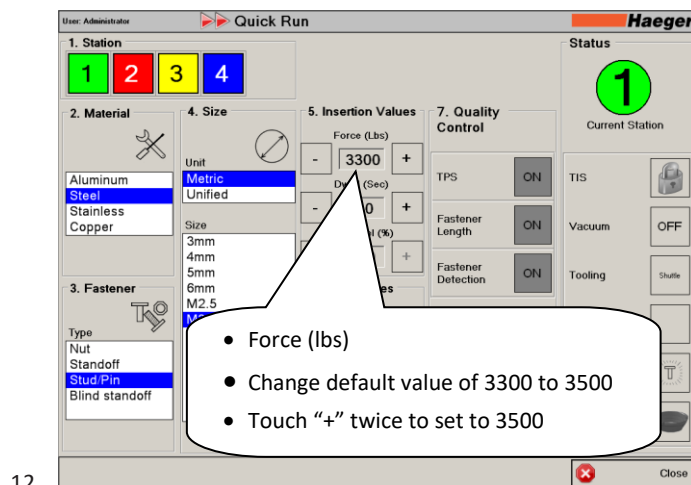 User: Administrator
Quick Run
Haeger
1. Station
1 2 3 4
Status
1
Current Station
2. Material
Aluminum
Steel
Stainless
Copper
3. Fastener
Type
Nut
Standoff
Stud/Pin
Blind standoff
4. Size
Unit
Metric
Unified
Size
3mm
4mm
5mm
6mm
M2.5
5. Insertion Values
Force (Lbs)
- 3300 +
(Sec)
- 0 +
(%)
+
7. Quality
Control
TPS ON
Fastener
Length ON
Fastener
Detection ON
TIS
Vacuum OFF
Tooling Shuttle
T
• Force (lbs)
• Change default value of 3300 to 3500
• Touch “+” twice to set to 3500
Close
12